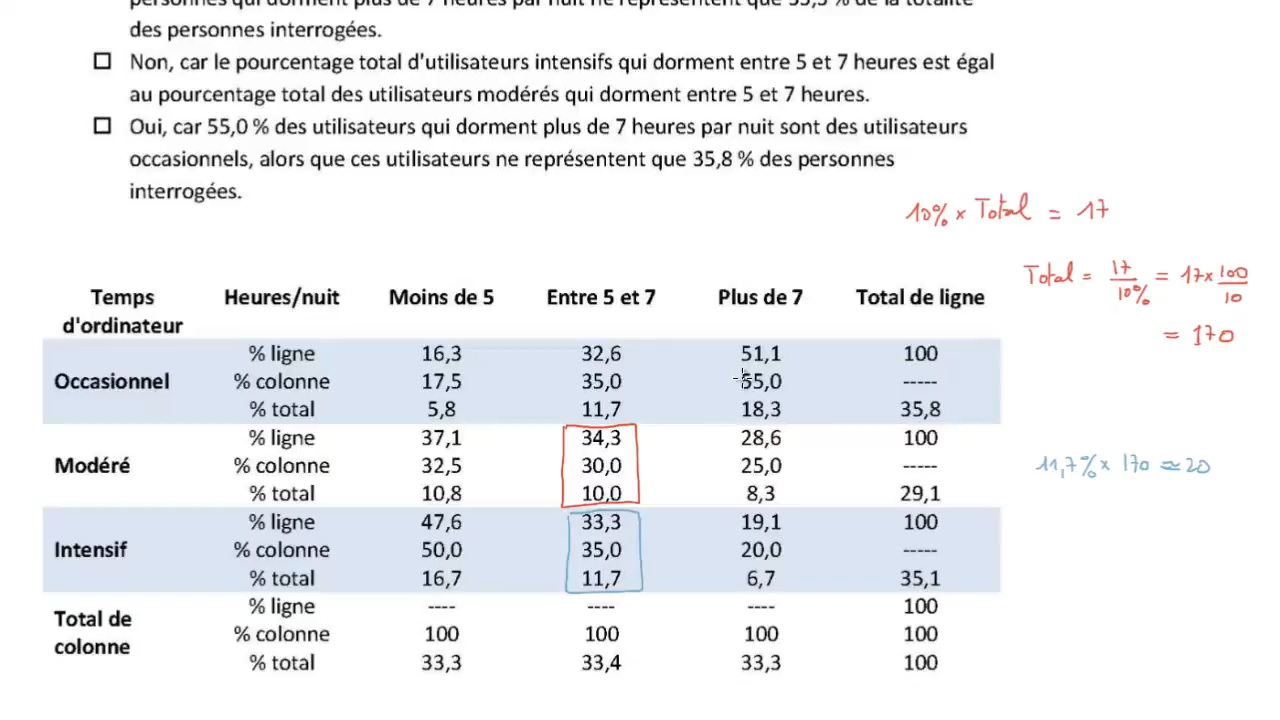 personnes qui dorment plus de 7 heures par nuit ne représentent que 33,3 % de la totalité
des personnes interrogées.
Non, car le pourcentage total d'utilisateurs intensifs qui dorment entre 5 et 7 heures est égal
au pourcentage total des utilisateurs modérés qui dorment entre 5 et 7 heures.
Oui, car 55,0 % des utilisateurs qui dorment plus de 7 heures par nuit sont des utilisateurs
occasionnels, alors que ces utilisateurs ne représentent que 35,8 % des personnes
interrogées.
10% × Total = 17
Total = 17/10% = 17 × 100/10
= 170
Temps d'ordinateur Heures/nuit Moins de 5 Entre 5 et 7 Plus de 7 Total de ligne
% ligne 16,3 32,6 51,1 100
Occasionnel % colonne 17,5 35,0 55,0 -----
% total 5,8 11,7 18,3 35,8
% ligne 37,1 34,3 28,6 100
Modéré % colonne 32,5 30,0 25,0 -----
% total 10,8 10,0 8,3 29,1
11,7% × 170 ≃ 20
% ligne 47,6 33,3 19,1 100
Intensif % colonne 50,0 35,0 20,0 -----
% total 16,7 11,7 6,7 35,1
Total de colonne % ligne ---- ---- ---- 100
% colonne 100 100 100 100
% total 33,3 33,4 33,3 100